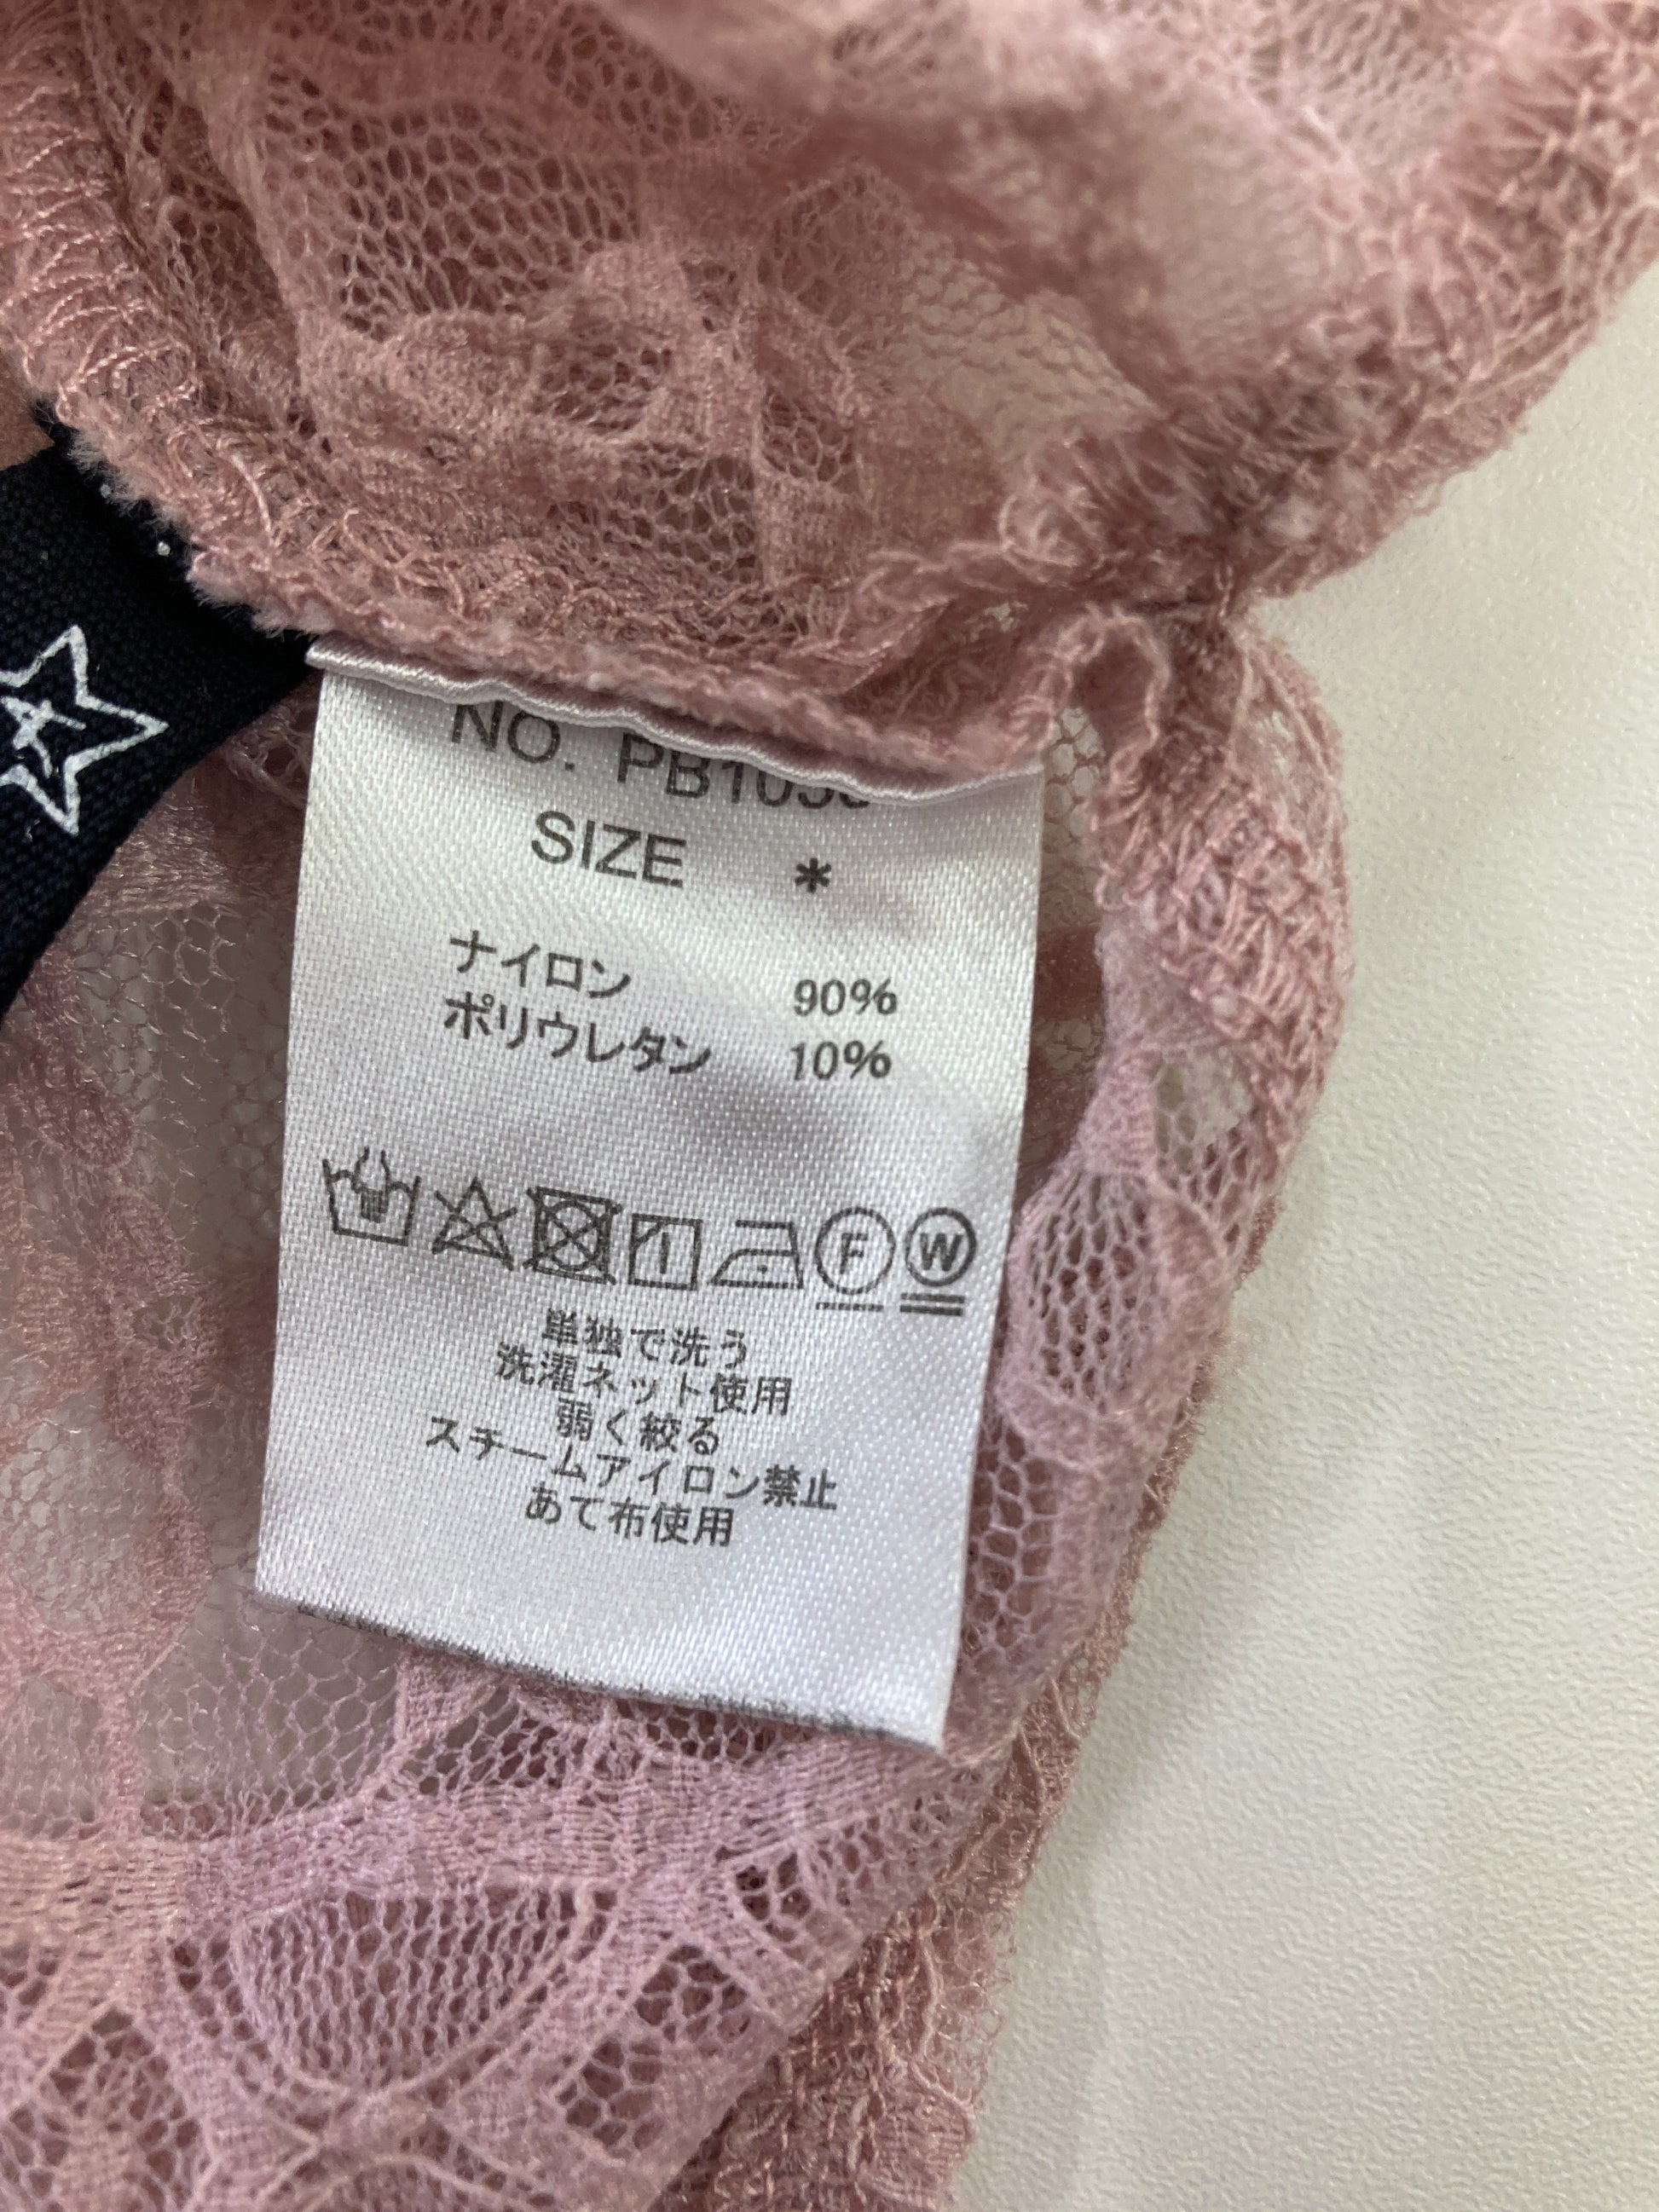 NO.
SIZE *
ナイロン 90%
ポリウレタン 10%
F W
単独で洗う
洗濯ネット使用
弱く絞る
スチームアイロン禁止
あて布使用
A